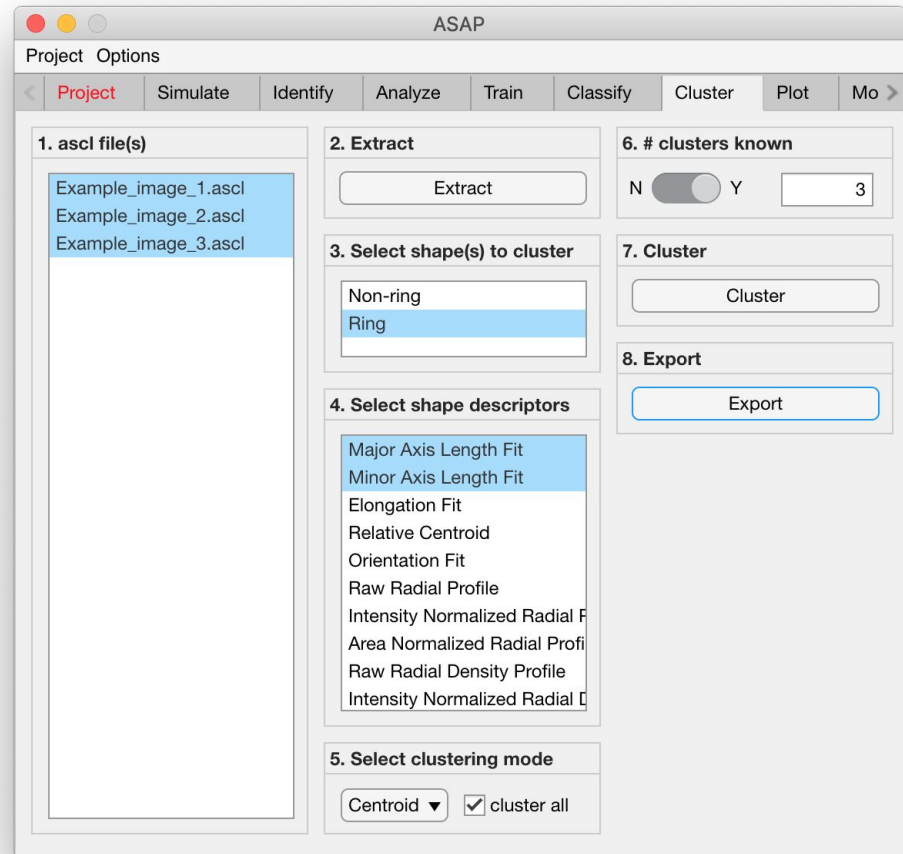 ASAP
Project Options
Project Simulate Identify Analyze Train Classify Cluster Plot Mo
1. ascl file(s)
Example_image_1.ascl
Example_image_2.ascl
Example_image_3.ascl
2. Extract
Extract
3. Select shape(s) to cluster
Non-ring
Ring
4. Select shape descriptors
Major Axis Length Fit
Minor Axis Length Fit
Elongation Fit
Relative Centroid
Orientation Fit
Raw Radial Profile
Intensity Normalized Radial P
Area Normalized Radial Profi
Raw Radial Density Profile
Intensity Normalized Radial D
5. Select clustering mode
Centroid cluster all
6. # clusters known
N Y 3
7. Cluster
Cluster
8. Export
Export